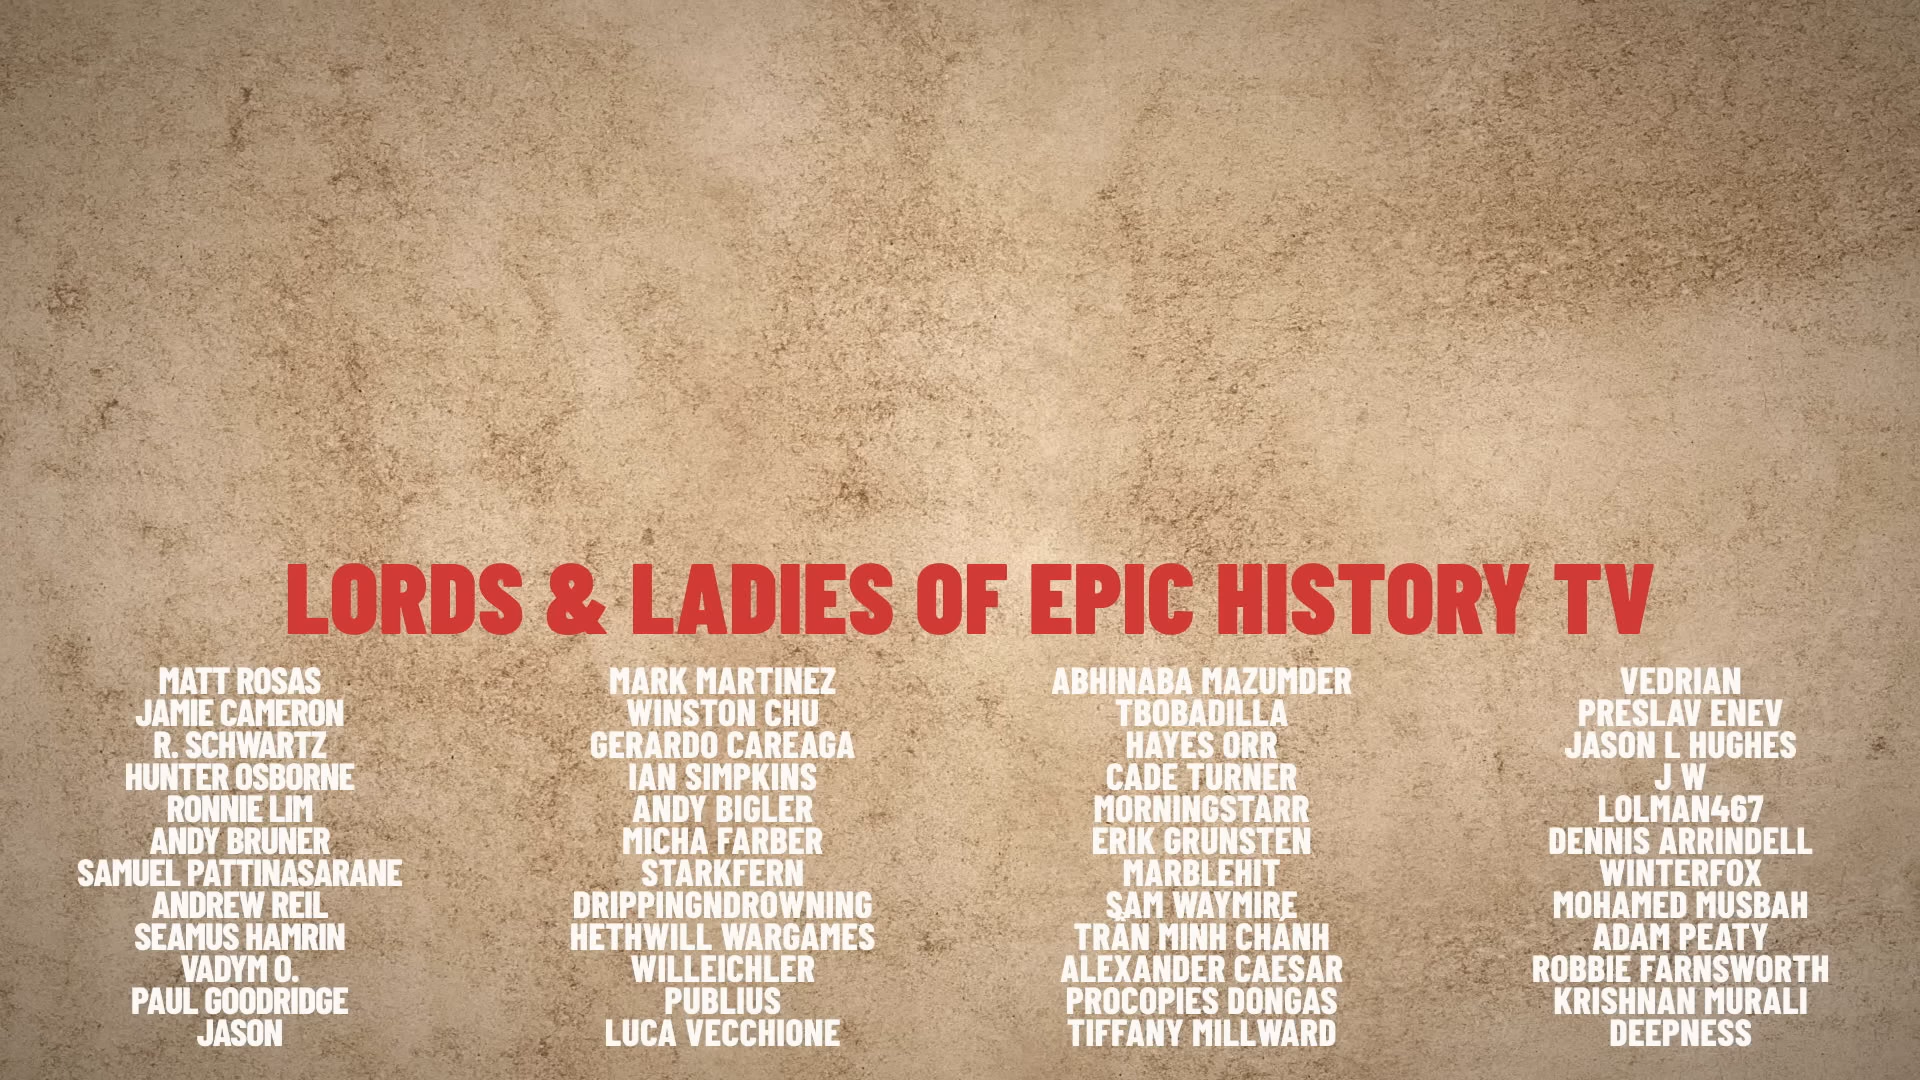 LORDS & LADIES OF EPIC HISTORY TV
MATT ROSAS
JAMIE CAMERON
R. SCHWARTZ
HUNTER OSBORNE
RONNIE LIM
ANDY BRUNER
SAMUEL PATTINASARANE
ANDREW REIL
SEAMUS HAMRIN
VADYM O.
PAUL GOODRIDGE
JASON
MARK MARTINEZ
WINSTON CHU
GERARDO CAREAGA
IAN SIMPKINS
ANDY BIGLER
MICHA FARBER
STARKFERN
DRIPPINGNDROWNING
HETHWILL WARGAMES
WILLEICHLER
PUBLIUS
LUCA VECCHIONE
ABHINABA MAZUMDER
TBOBADILLA
HAYES ORR
CADE TURNER
MORNINGSTARR
ERIK GRUNSTEN
MARBLEHIT
SAM WAYMIRE
TRẦN MINH CHÁNH
ALEXANDER CAESAR
PROCOPIES DONGAS
TIFFANY MILLWARD
VEDRIAN
PRESLAV ENEV
JASON L HUGHES
J W
LOLMAN467
DENNIS ARRINDELL
WINTERFOX
MOHAMED MUSBAH
ADAM PEATY
ROBBIE FARNSWORTH
KRISHNAN MURALI
DEEPNESS